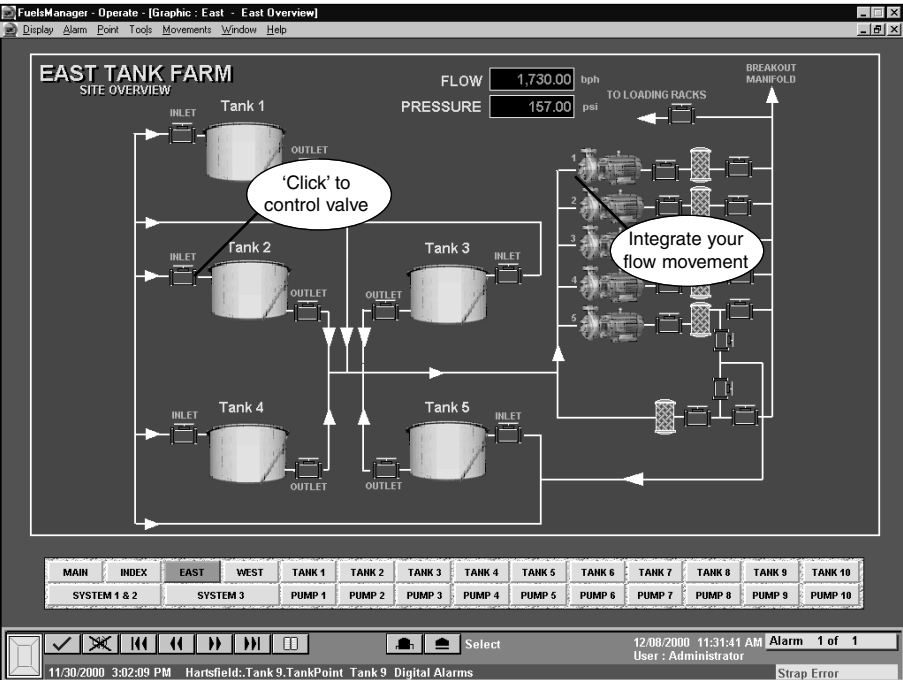 FuelsManager - Operate - [Graphic : East - East Overview]
Display Alarm Point Tools Movements Window Help
EAST TANK FARM
SITE OVERVIEW
FLOW 1,730.00 bph
PRESSURE 157.00 psi
BREAKOUT
MANIFOLD
TO LOADING RACKS
INLET
Tank 1
OUTLET
'Click' to
control valve
1
2
3
4
5
Integrate your
flow movement
INLET
Tank 2
OUTLET
Tank 3
INLET
OUTLET
INLET
Tank 4
OUTLET
Tank 5
INLET
OUTLET
MAIN INDEX EAST WEST TANK 1 TANK 2 TANK 3 TANK 4 TANK 5 TANK 6 TANK 7 TANK 8 TANK 9 TANK 10
SYSTEM 1 & 2 SYSTEM 3 PUMP 1 PUMP 2 PUMP 3 PUMP 4 PUMP 5 PUMP 6 PUMP 7 PUMP 8 PUMP 9 PUMP 10
Select
12/08/2000 11:31:41 AM
User : Administrator
Alarm 1 of 1
11/30/2000 3:02:09 PM Hartsfield:.Tank 9.TankPoint Tank 9 Digital Alarms
Strap Error